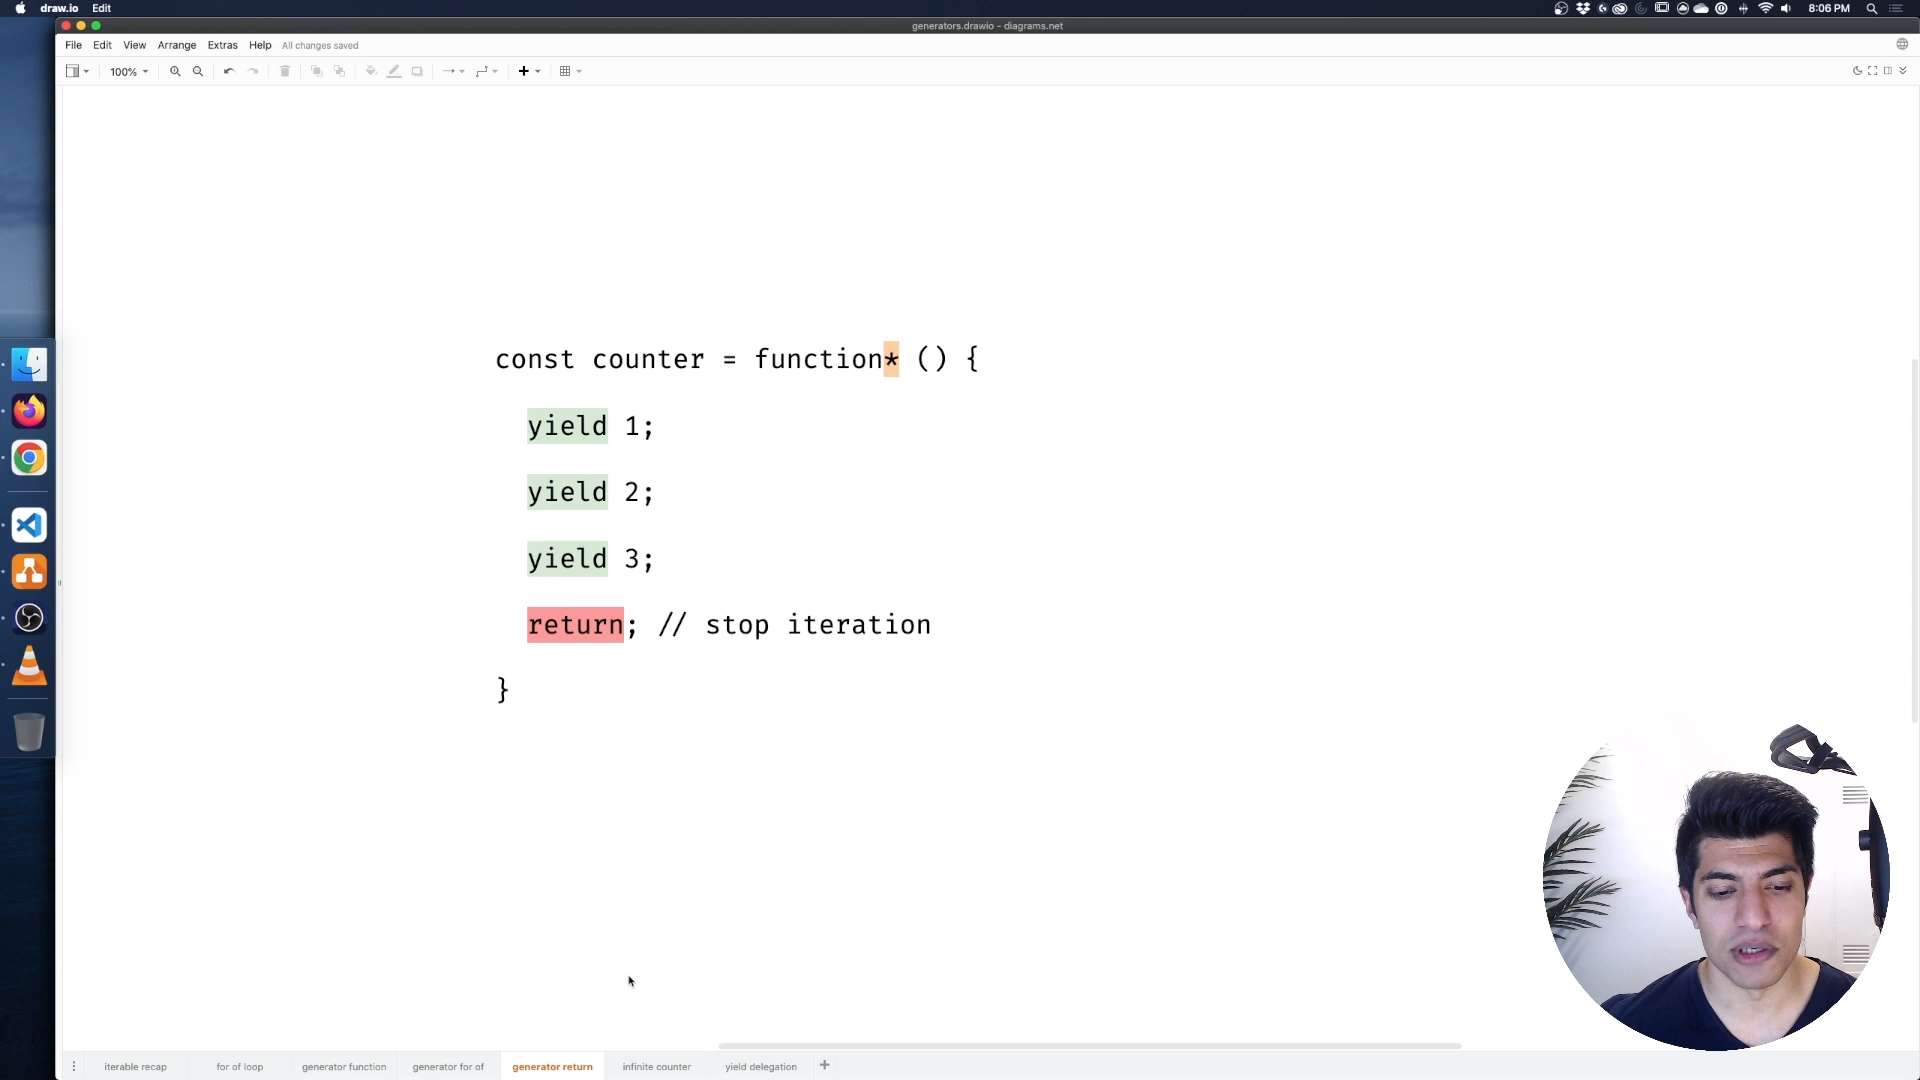 draw.io Edit
8:06 PM
generators.drawio - diagrams.net
File Edit View Arrange Extras Help All changes saved
100%
const counter = function* () {
yield 1;
yield 2;
yield 3;
return; // stop iteration
}
iterable recap for of loop generator function generator for of generator return infinite counter yield delegation